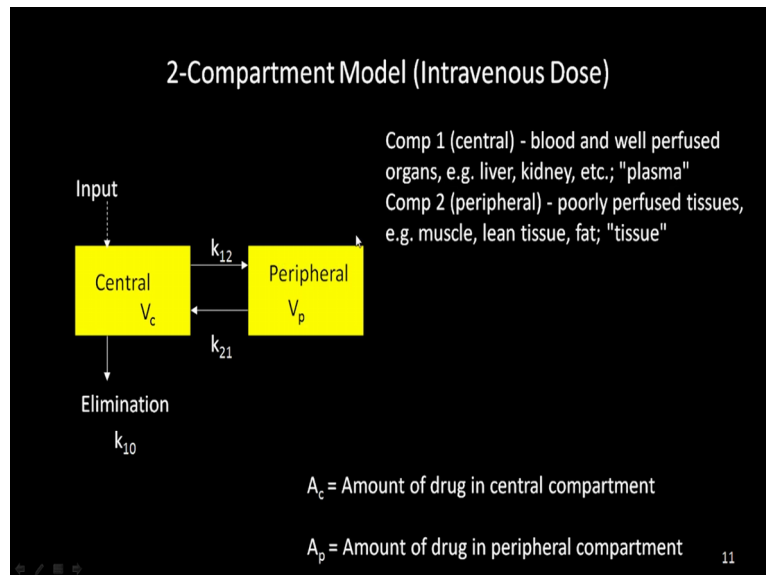 2-Compartment Model (Intravenous Dose)
Comp 1 (central) - blood and well perfused
organs, e.g. liver, kidney, etc.; "plasma"
Comp 2 (peripheral) - poorly perfused tissues,
e.g. muscle, lean tissue, fat; "tissue"
Input
k12
Central
Vc
Peripheral
Vp
k21
Elimination
k10
Ac = Amount of drug in central compartment
Ap = Amount of drug in peripheral compartment
11